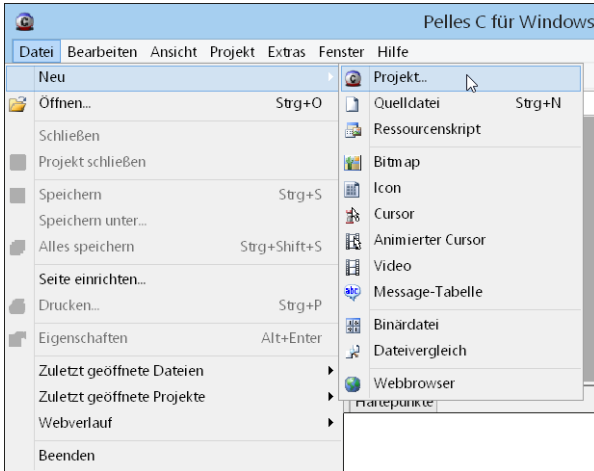 Pelles C für Windows
Datei Bearbeiten Ansicht Projekt Extras Fenster Hilfe
Neu
Öffnen... Strg+O
Schließen
Projekt schließen
Speichern Strg+S
Speichern unter...
Alles speichern Strg+Shift+S
Seite einrichten...
Drucken... Strg+P
Eigenschaften Alt+Enter
Zuletzt geöffnete Dateien
Zuletzt geöffnete Projekte
Webverlauf
Beenden
Projekt...
Quelldatei Strg+N
Ressourcenskript
Bitmap
Icon
Cursor
Animierter Cursor
Video
abc Message-Tabelle
Binärdatei
Dateivergleich
Webbrowser